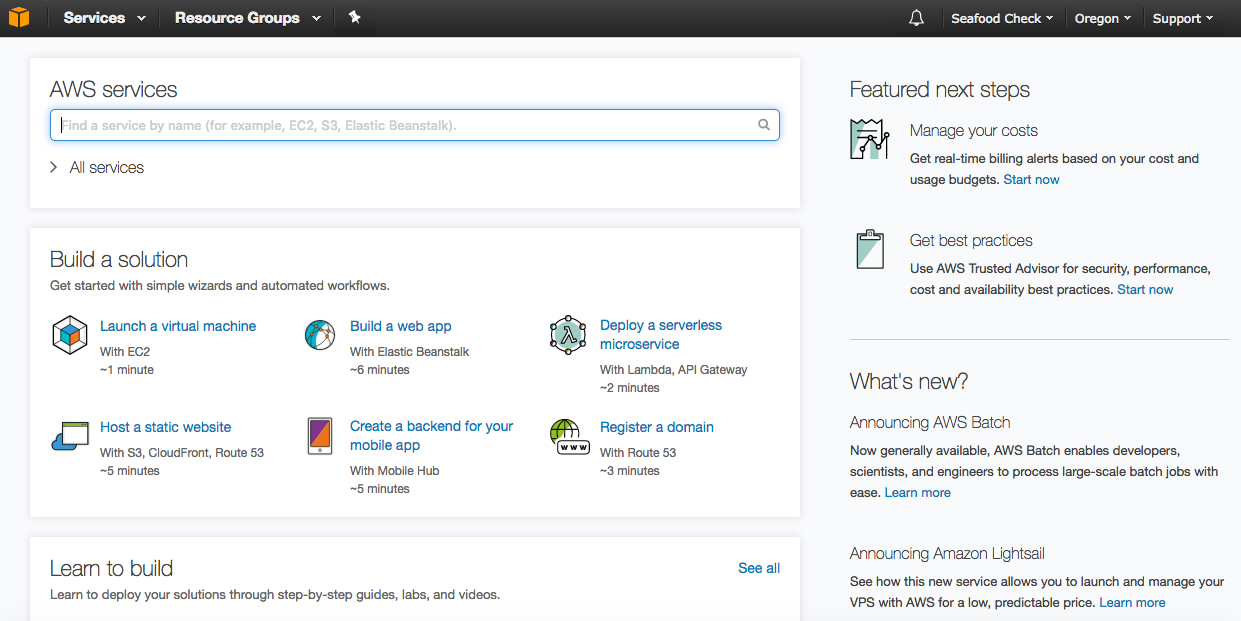 Services
Resource Groups
Seafood Check
Oregon
Support
AWS services
Find a service by name (for example, EC2, S3, Elastic Beanstalk).
All services
Build a solution
Get started with simple wizards and automated workflows.
Launch a virtual machine
With EC2
~1 minute
Build a web app
With Elastic Beanstalk
~6 minutes
Deploy a serverless
microservice
With Lambda, API Gateway
~2 minutes
Host a static website
With S3, CloudFront, Route 53
~5 minutes
Create a backend for your
mobile app
With Mobile Hub
~5 minutes
www
Register a domain
With Route 53
~3 minutes
Learn to build
See all
Learn to deploy your solutions through step-by-step guides, labs, and videos.
Featured next steps
Manage your costs
Get real-time billing alerts based on your cost and
usage budgets. Start now
Get best practices
Use AWS Trusted Advisor for security, performance,
cost and availability best practices. Start now
What's new?
Announcing AWS Batch
Now generally available, AWS Batch enables developers,
scientists, and engineers to process large-scale batch jobs with
ease. Learn more
Announcing Amazon Lightsail
See how this new service allows you to launch and manage your
VPS with AWS for a low, predictable price. Learn more